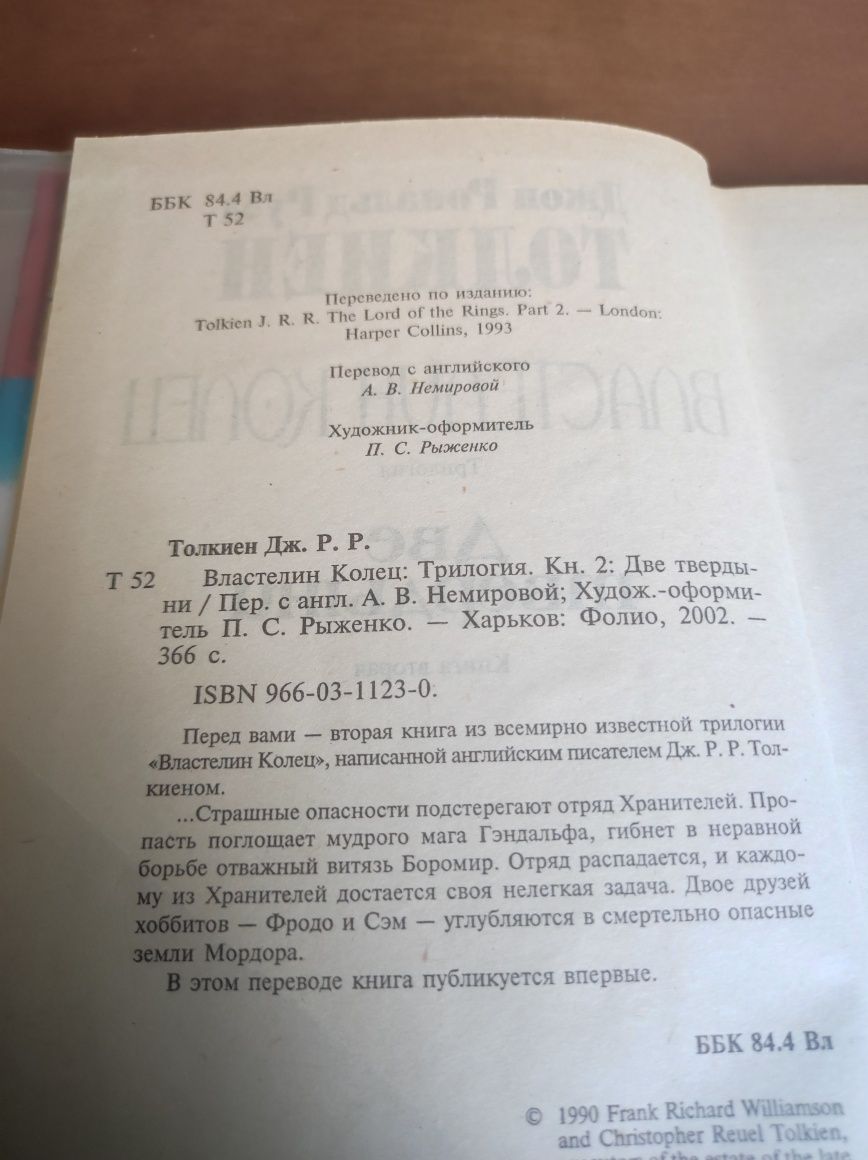 ББК 84.4 Вл
Т 52
Переведено по изданию:
Tolkien J. R. R. The Lord of the Rings. Part 2. — London:
Harper Collins, 1993
Перевод с английского
А. В. Немировой
Художник-оформитель
П. С. Рыженко
Толкиен Дж. Р. Р.
Т 52 Властелин Колец: Трилогия. Кн. 2: Две тверды-
ни / Пер. с англ. А. В. Немировой; Худож.-оформи-
тель П. С. Рыженко. — Харьков: Фолио, 2002. —
366 с.
ISBN 966-03-1123-0.
Перед вами — вторая книга из всемирно известной трилогии
«Властелин Колец», написанной английским писателем Дж. Р. Р. Тол-
киеном.
...Страшные опасности подстерегают отряд Хранителей. Про-
пасть поглощает мудрого мага Гэндальфа, гибнет в неравной
борьбе отважный витязь Боромир. Отряд распадается, и каждо-
му из Хранителей достается своя нелегкая задача. Двое друзей
хоббитов — Фродо и Сэм — углубляются в смертельно опасные
земли Мордора.
В этом переводе книга публикуется впервые.
ББК 84.4 Вл
© 1990 Frank Richard Williamson
and Christopher Reuel Tolkien,
of the estate of the late